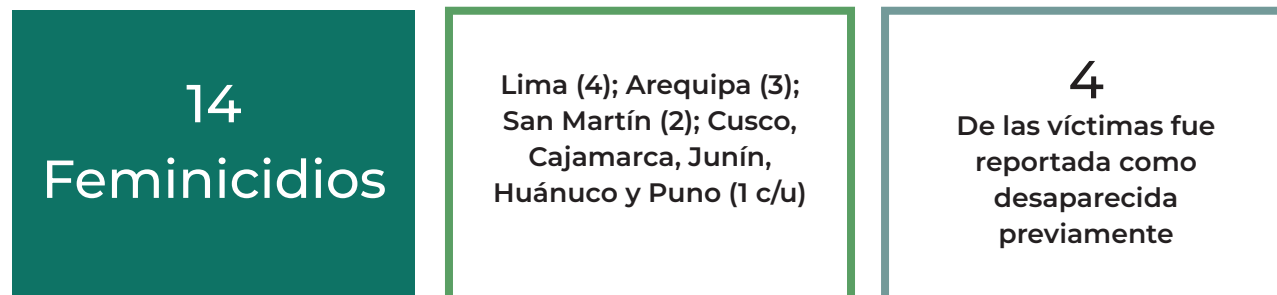 14
Feminicidios
Lima (4); Arequipa (3);
San Martín (2); Cusco,
Cajamarca, Junín,
Huánuco y Puno (1 c/u)
4
De las víctimas fue
reportada como
desaparecida
previamente